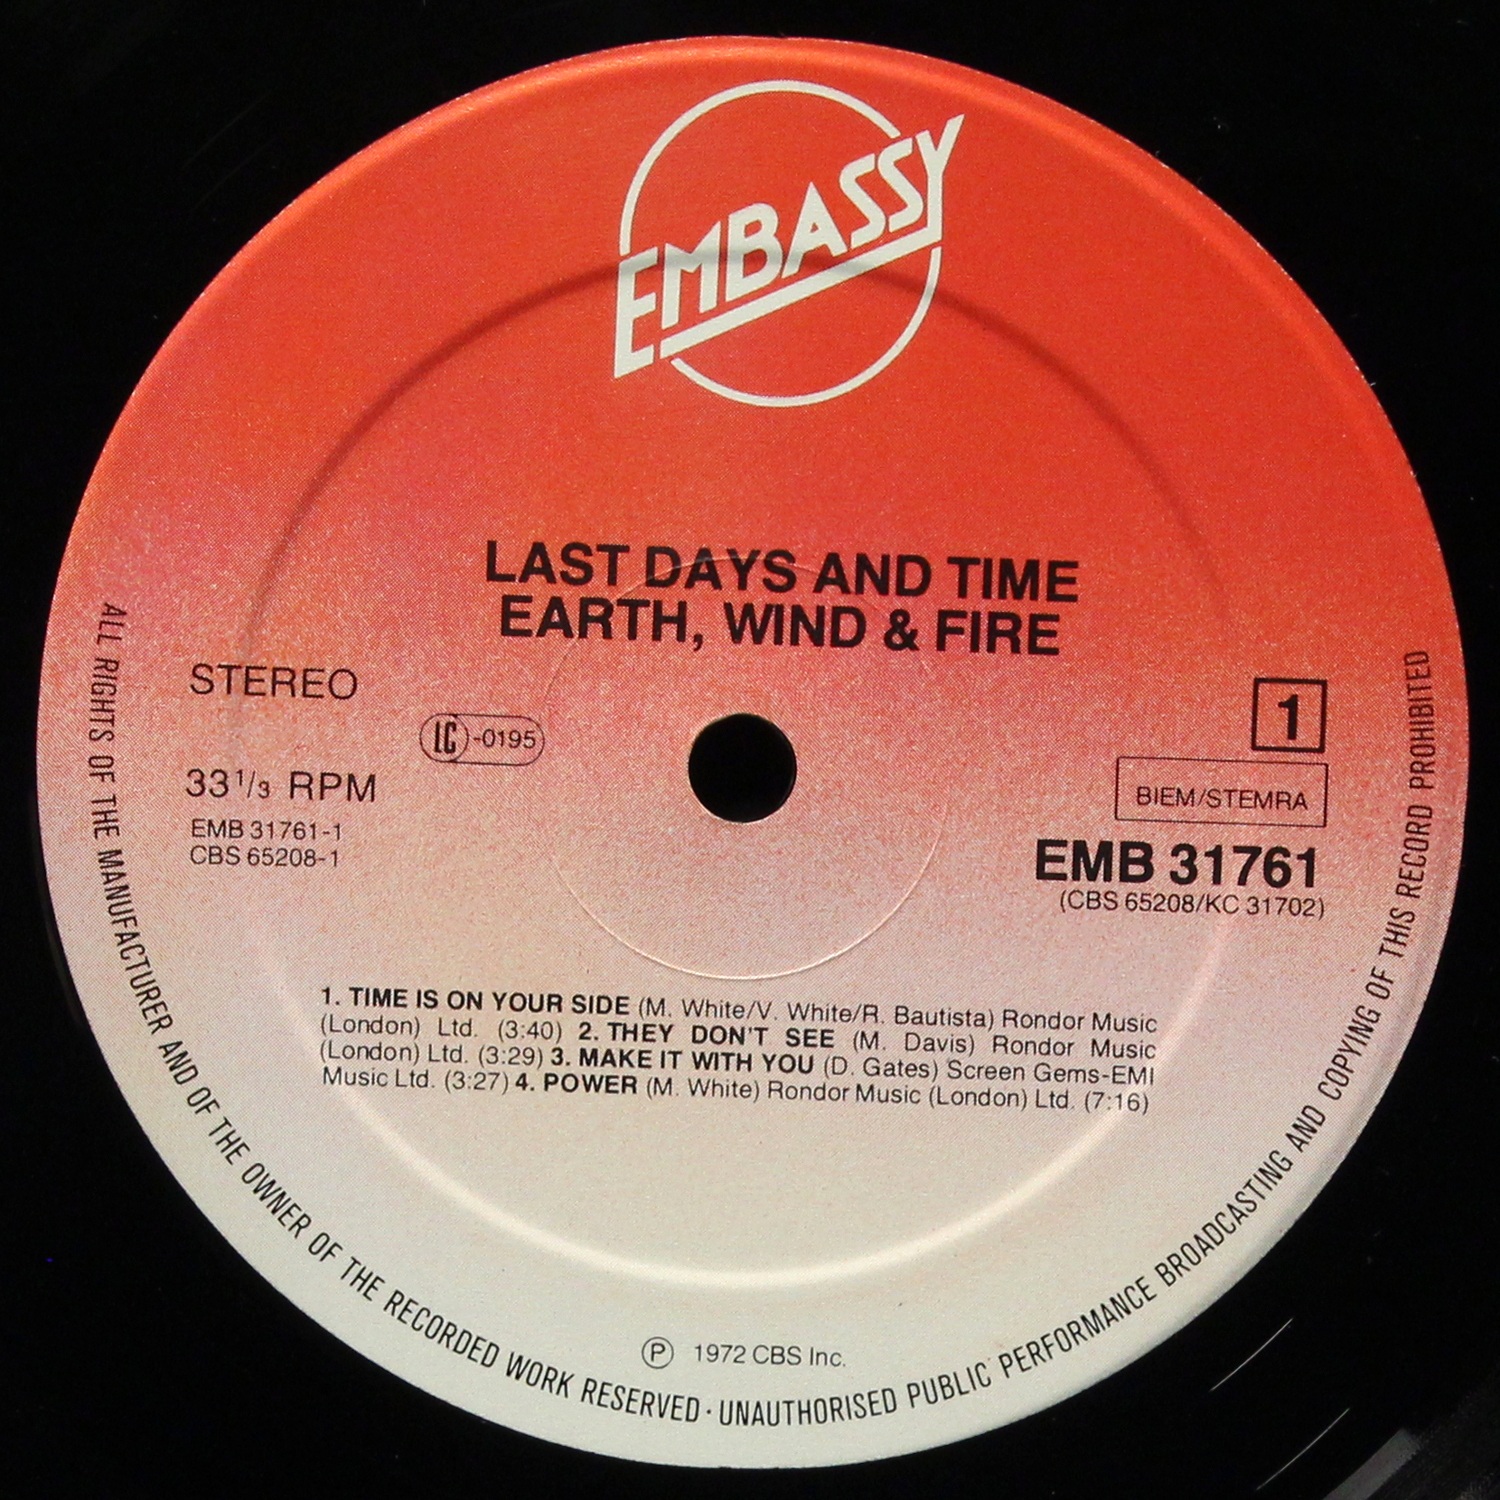 EMBASSY
LAST DAYS AND TIME
EARTH, WIND & FIRE
STEREO
LC-0195
33 1/3 RPM
EMB 31761-1
CBS 65208-1
1
BIEM/STEMRA
EMB 31761
(CBS 65208/KC 31702)
1. TIME IS ON YOUR SIDE (M. White/V. White/R. Bautista) Rondor Music
(London) Ltd. (3:40) 2. THEY DON'T SEE (M. Davis) Rondor Music
(London) Ltd. (3:29) 3. MAKE IT WITH YOU (D. Gates) Screen Gems-EMI
Music Ltd. (3:27) 4. POWER (M. White) Rondor Music (London) Ltd. (7:16)
Ⓟ 1972 CBS Inc.
ALL RIGHTS OF THE MANUFACTURER AND OF THE OWNER OF THE RECORDED WORK RESERVED · UNAUTHORISED PUBLIC PERFORMANCE BROADCASTING AND COPYING OF THIS RECORD PROHIBITED